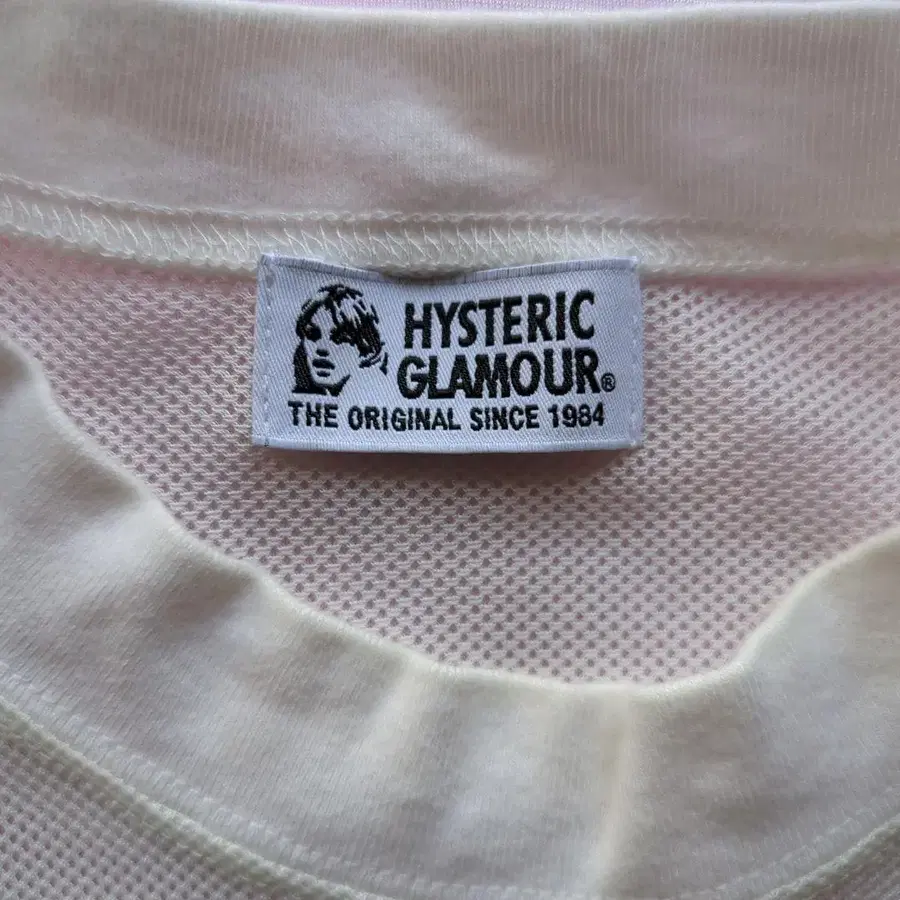 HYSTERIC
GLAMOUR®
THE ORIGINAL SINCE 1984